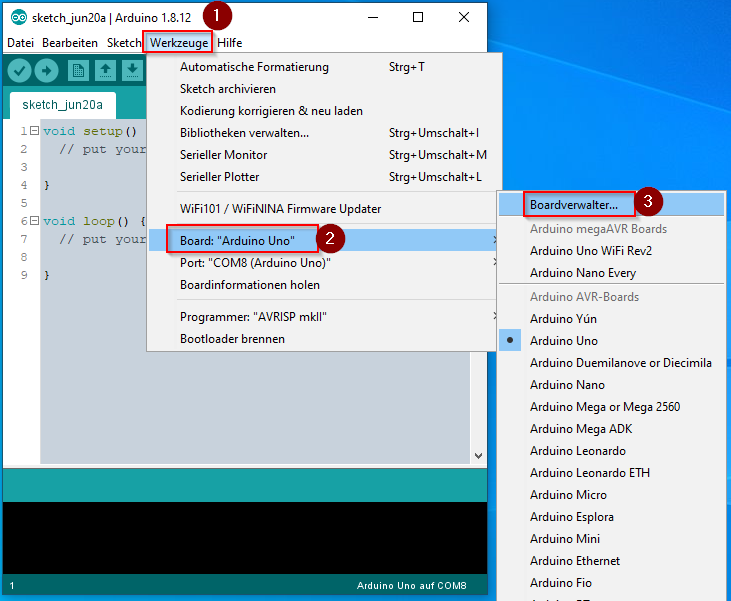 sketch_jun20a | Arduino 1.8.12
1
Datei Bearbeiten Sketch Werkzeuge Hilfe
sketch_jun20a
1 void setup()
2 // put your
3
4 }
5
6 void loop() {
7 // put your
8
9 }
Automatische Formatierung Strg+T
Sketch archivieren
Kodierung korrigieren & neu laden
Bibliotheken verwalten... Strg+Umschalt+I
Serieller Monitor Strg+Umschalt+M
Serieller Plotter Strg+Umschalt+L
WiFi101 / WiFiNINA Firmware Updater
Board: "Arduino Uno" 2
Port: "COM8 (Arduino Uno)"
Boardinformationen holen
Programmer: "AVRISP mkII"
Bootloader brennen
Boardverwalter... 3
Arduino megaAVR Boards
Arduino Uno WiFi Rev2
Arduino Nano Every
Arduino AVR-Boards
Arduino Yún
Arduino Uno
Arduino Duemilanove or Diecimila
Arduino Nano
Arduino Mega or Mega 2560
Arduino Mega ADK
Arduino Leonardo
Arduino Leonardo ETH
Arduino Micro
Arduino Esplora
Arduino Mini
Arduino Ethernet
Arduino Fio
1 Arduino Uno auf COM8